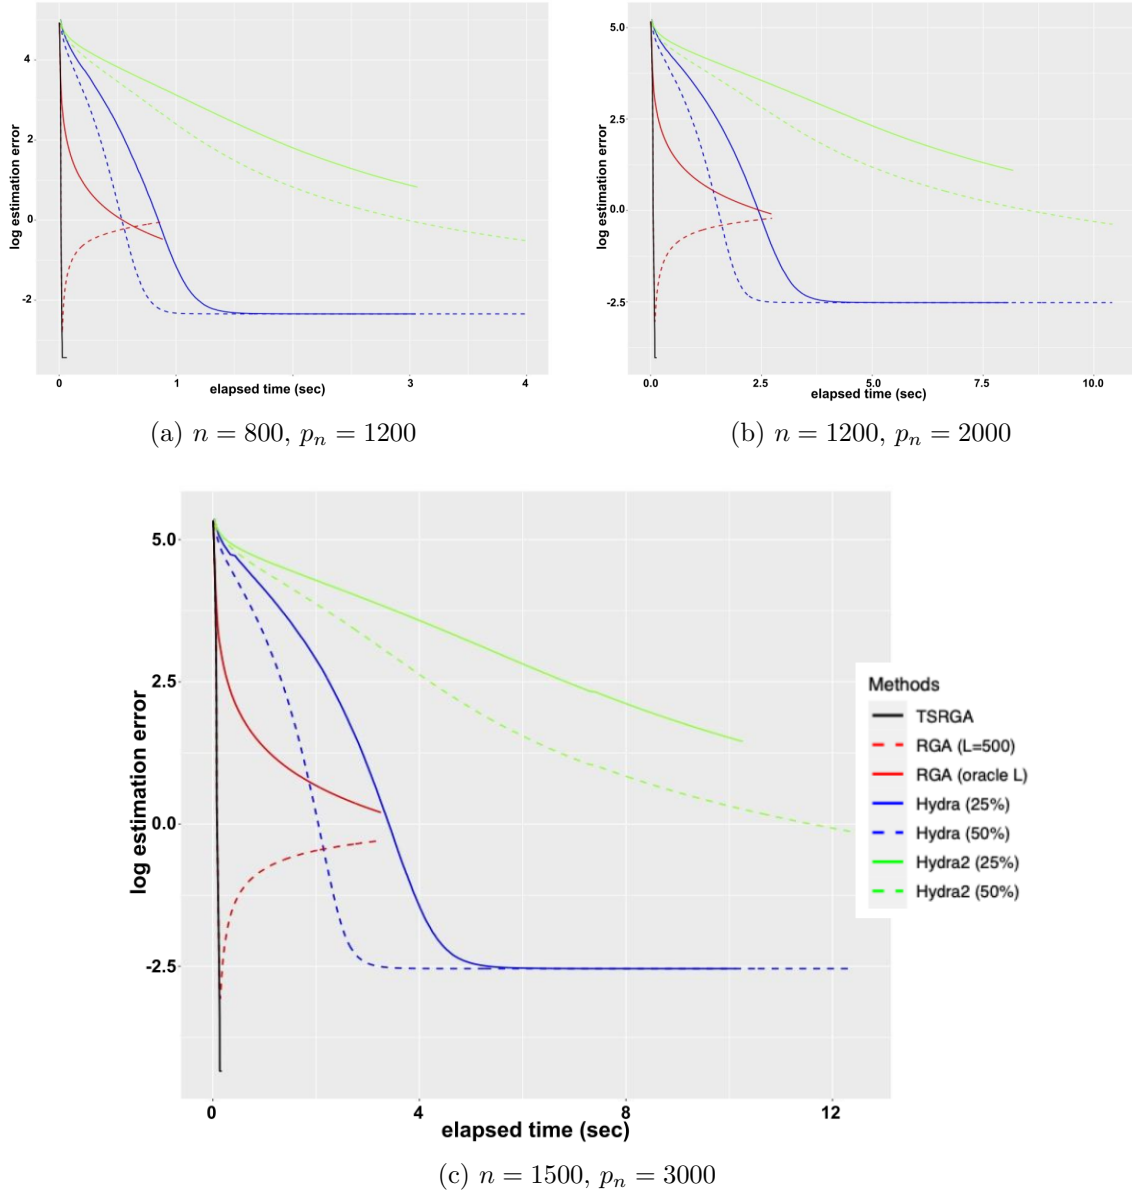 log estimation error
4
2
0
-2
0
1
3
4
elapsed time (sec)
(a) n = 800, pₙ = 1200
log estimation error
5.0
2.5
0.0
-2.5
0.0
2.5
5.0
7.5
10.0
elapsed time (sec)
(b) n = 1200, pₙ = 2000
log estimation error
5.0
2.5
0.0
-2.5
0
4
8
12
elapsed time (sec)
Methods
TSRGA
RGA (L=500)
RGA (oracle L)
Hydra (25%)
Hydra (50%)
Hydra2 (25%)
Hydra2 (50%)
(c) n = 1500, pₙ = 3000